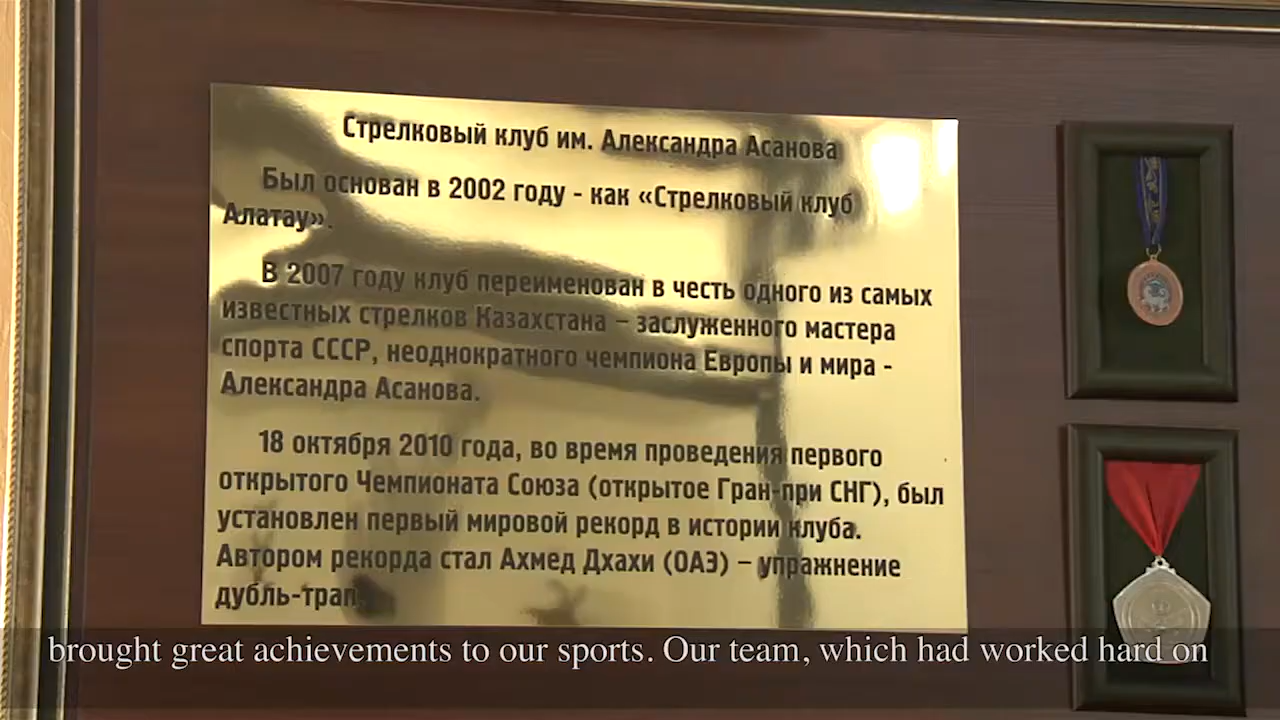 Стрелковый клуб им. Александра Асанова
Был основан в 2002 году - как «Стрелковый клуб
Алатау».
В 2007 году клуб переименован в честь одного из самых
известных стрелков Казахстана – заслуженного мастера
спорта СССР, неоднократного чемпиона Европы и мира -
Александра Асанова.
18 октября 2010 года, во время проведения первого
открытого Чемпионата Союза (открытое Гран-при СНГ), был
установлен первый мировой рекорд в истории клуба.
Автором рекорда стал Ахмед Дхахи (ОАЭ) – упражнение
дубль-трап.
brought great achievements to our sports. Our team, which had worked hard on